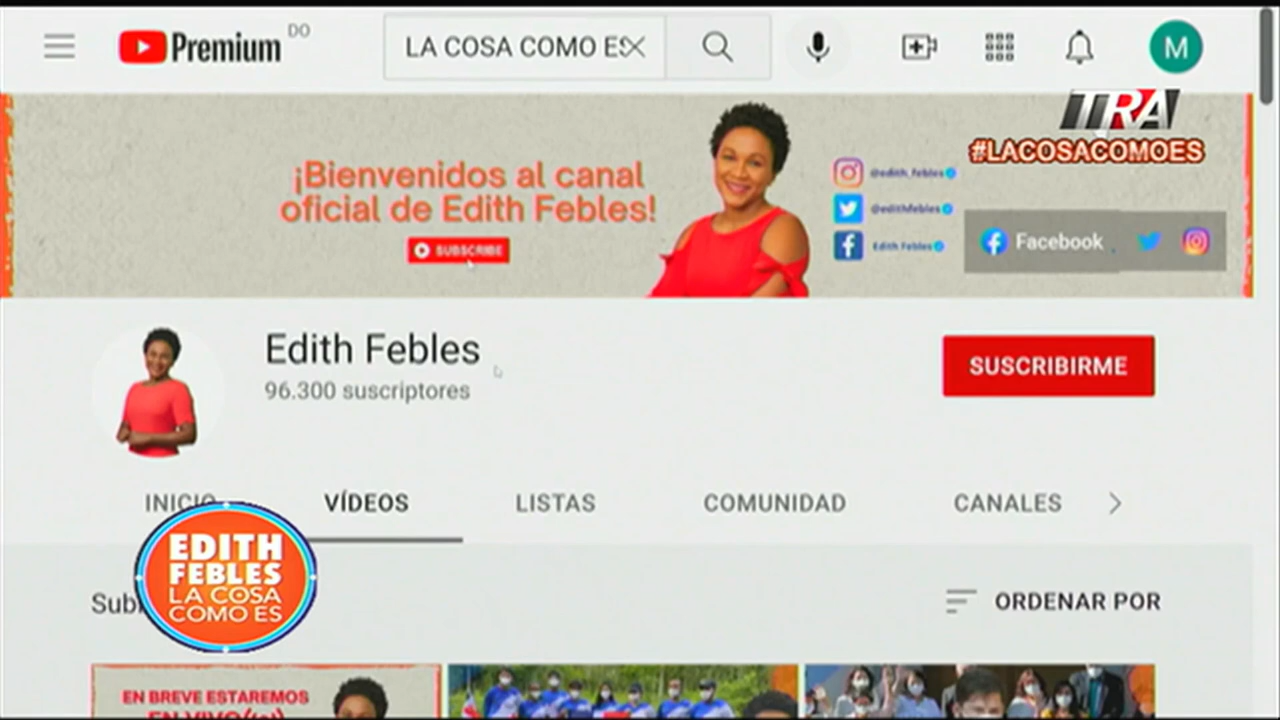 Premium DO
LA COSA COMO ES
M
TRA
#LACOSACOMOES
¡Bienvenidos al canal
oficial de Edith Febles!
SUBSCRIBE
@edith_febles
@edithfebles
Edith Febles
Facebook
Edith Febles
96.300 suscriptores
SUSCRIBIRME
INICIO
VÍDEOS
LISTAS
COMUNIDAD
CANALES
EDITH
FEBLES
LA COSA
COMO ES
ORDENAR POR
EN BREVE ESTAREMOS